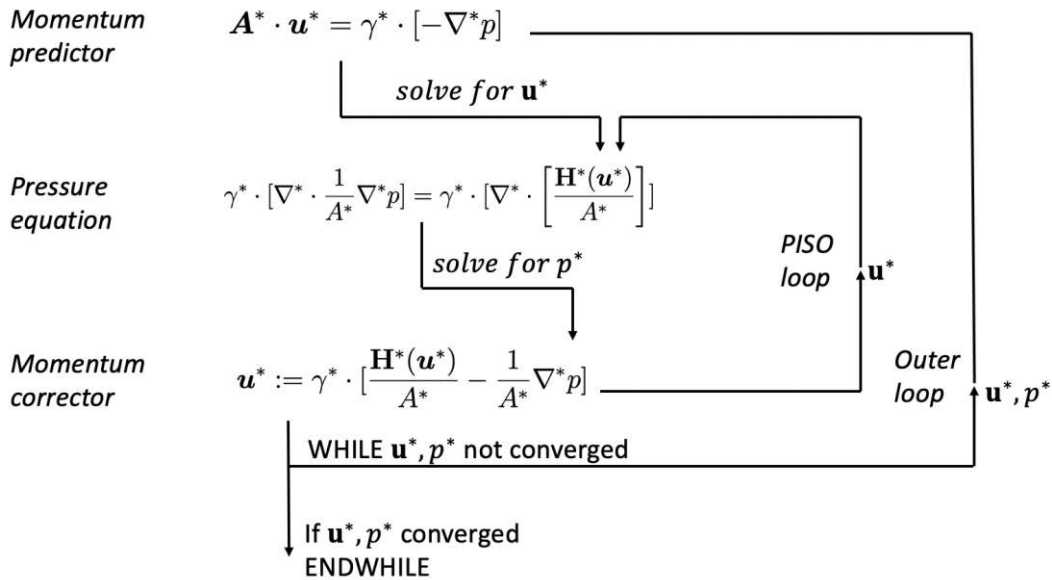 Momentum
predictor
𝑨* · 𝒖* = γ* · [−∇*p]
solve for 𝐮*
Pressure
equation
γ* · [∇* · 1/A* ∇*p] = γ* · [∇* · [𝐇*(𝒖*)/A*]]
PISO
loop
𝐮*
solve for p*
Momentum
corrector
𝒖* := γ* · [𝐇*(𝒖*)/A* − 1/A* ∇*p]
Outer
loop
𝐮*, p*
WHILE 𝐮*, p* not converged
If 𝐮*, p* converged
ENDWHILE